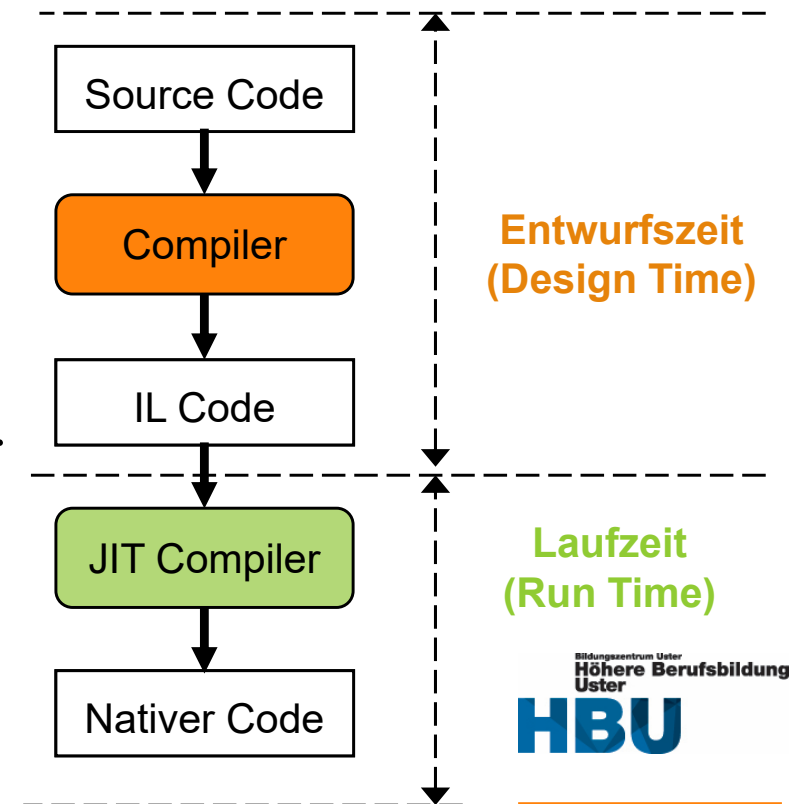 Source Code
Compiler
Entwurfszeit
(Design Time)
IL Code
JIT Compiler
Laufzeit
(Run Time)
Bildungszentrum Uster
Höhere Berufsbildung
Uster
HBU
Nativer Code